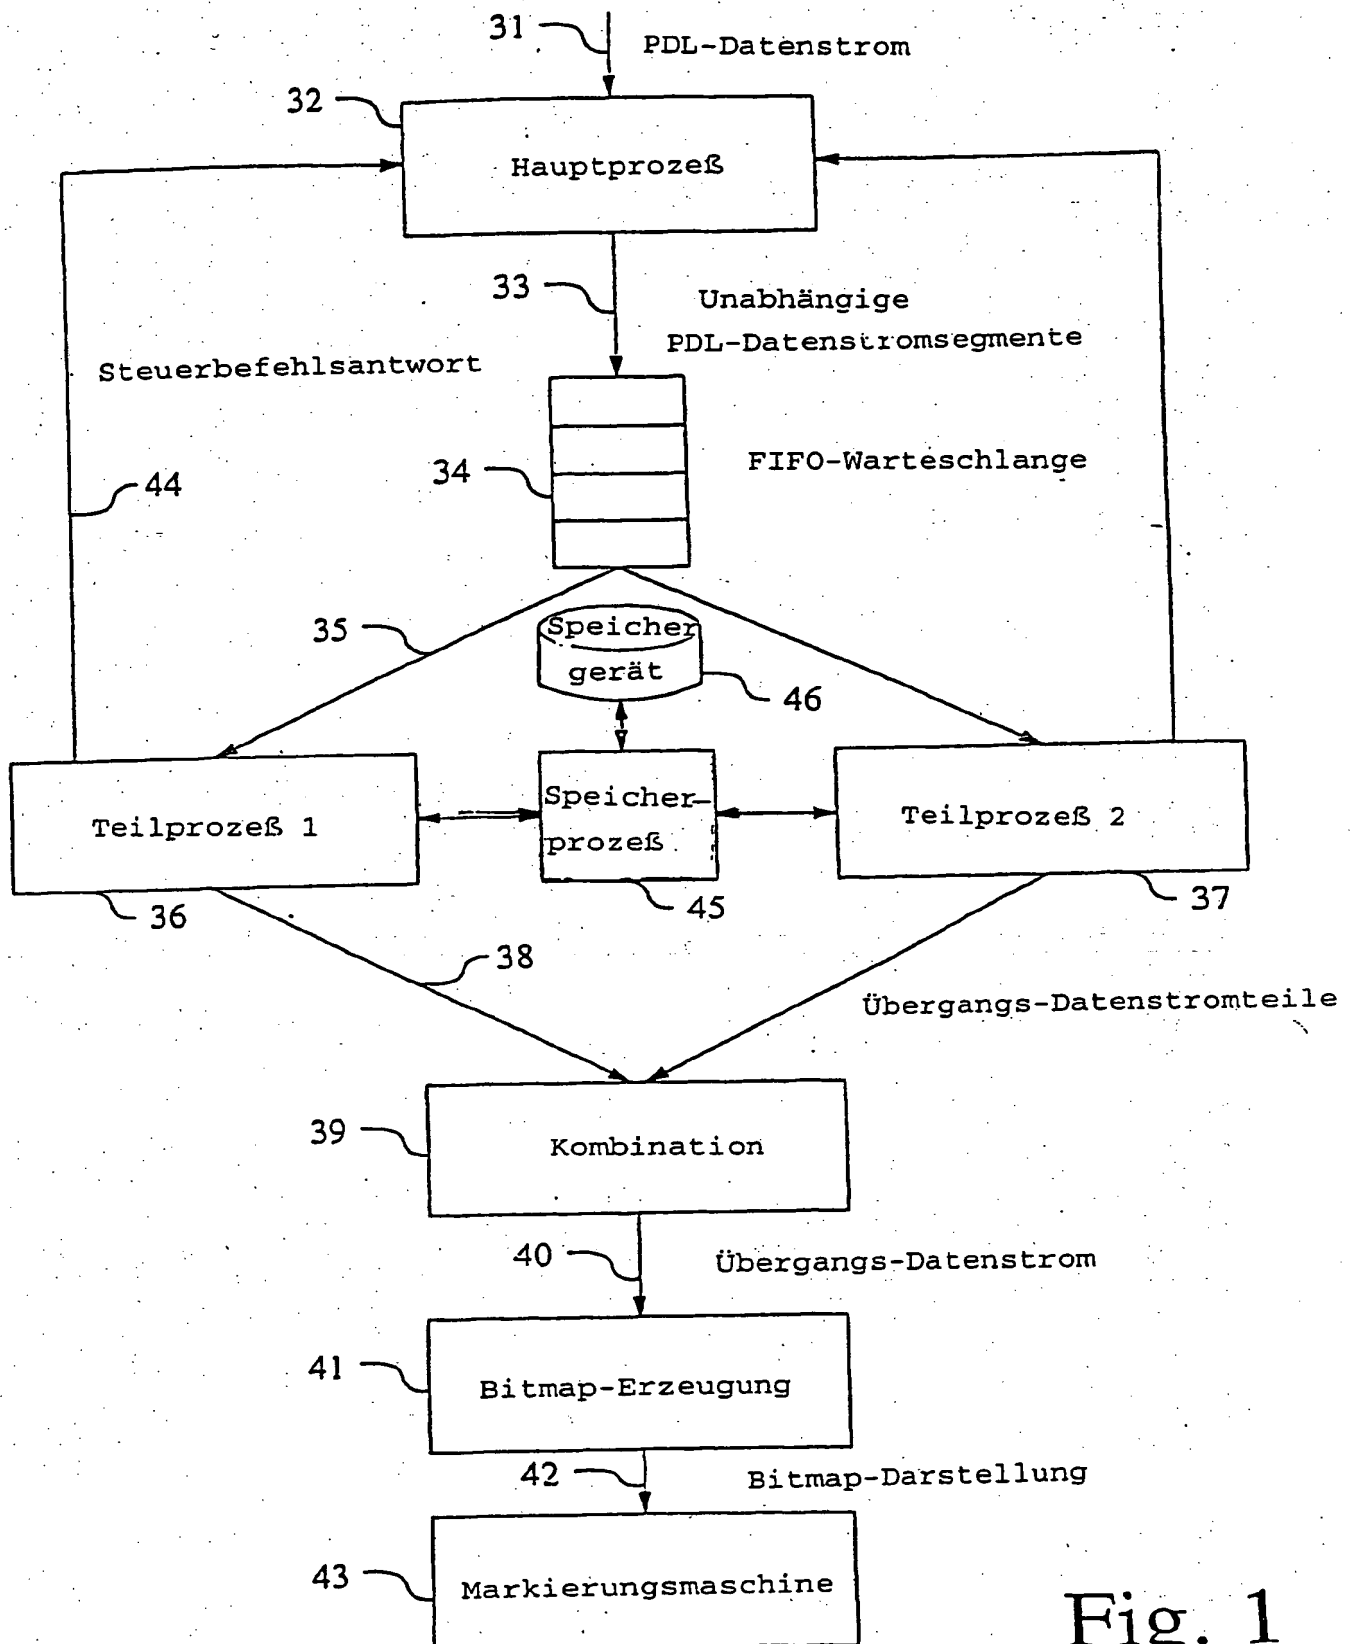 31
PDL-Datenstrom
32
Hauptprozeß
33
Unabhängige
PDL-Datenstromsegmente
Steuerbefehlsantwort
34
FIFO-Warteschlange
44
35
Speicher
gerät
46
Teilprozeß 1
Speicher-
prozeß
Teilprozeß 2
36
45
37
38
Übergangs-Datenstromteile
39
Kombination
40
Übergangs-Datenstrom
41
Bitmap-Erzeugung
42
Bitmap-Darstellung
43
Markierungsmaschine
Fig. 1